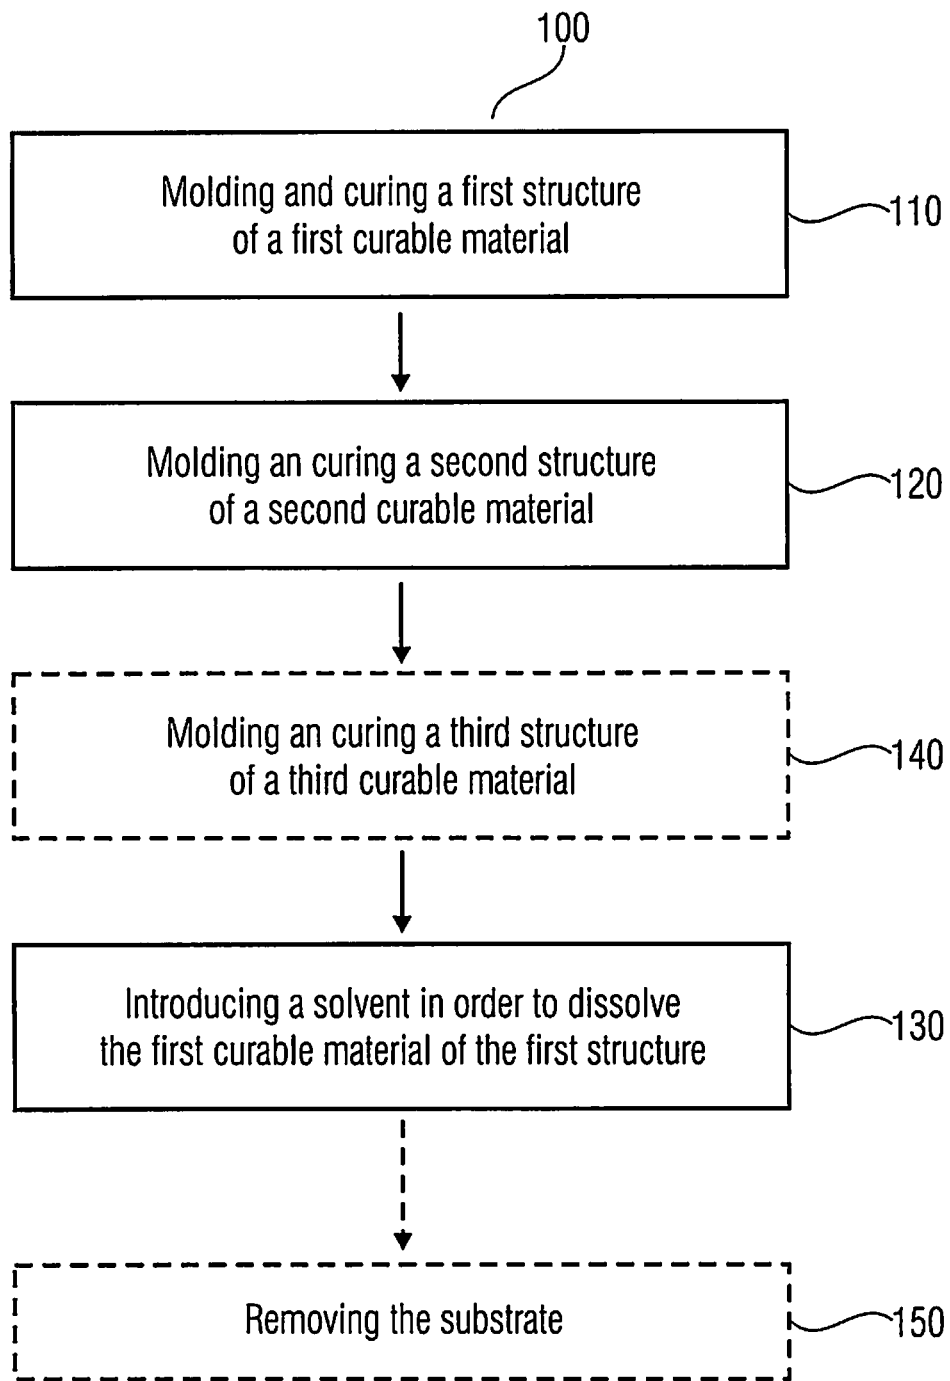 100
Molding and curing a first structure
of a first curable material
110
Molding an curing a second structure
of a second curable material
120
Molding an curing a third structure
of a third curable material
140
Introducing a solvent in order to dissolve
the first curable material of the first structure
130
Removing the substrate
150